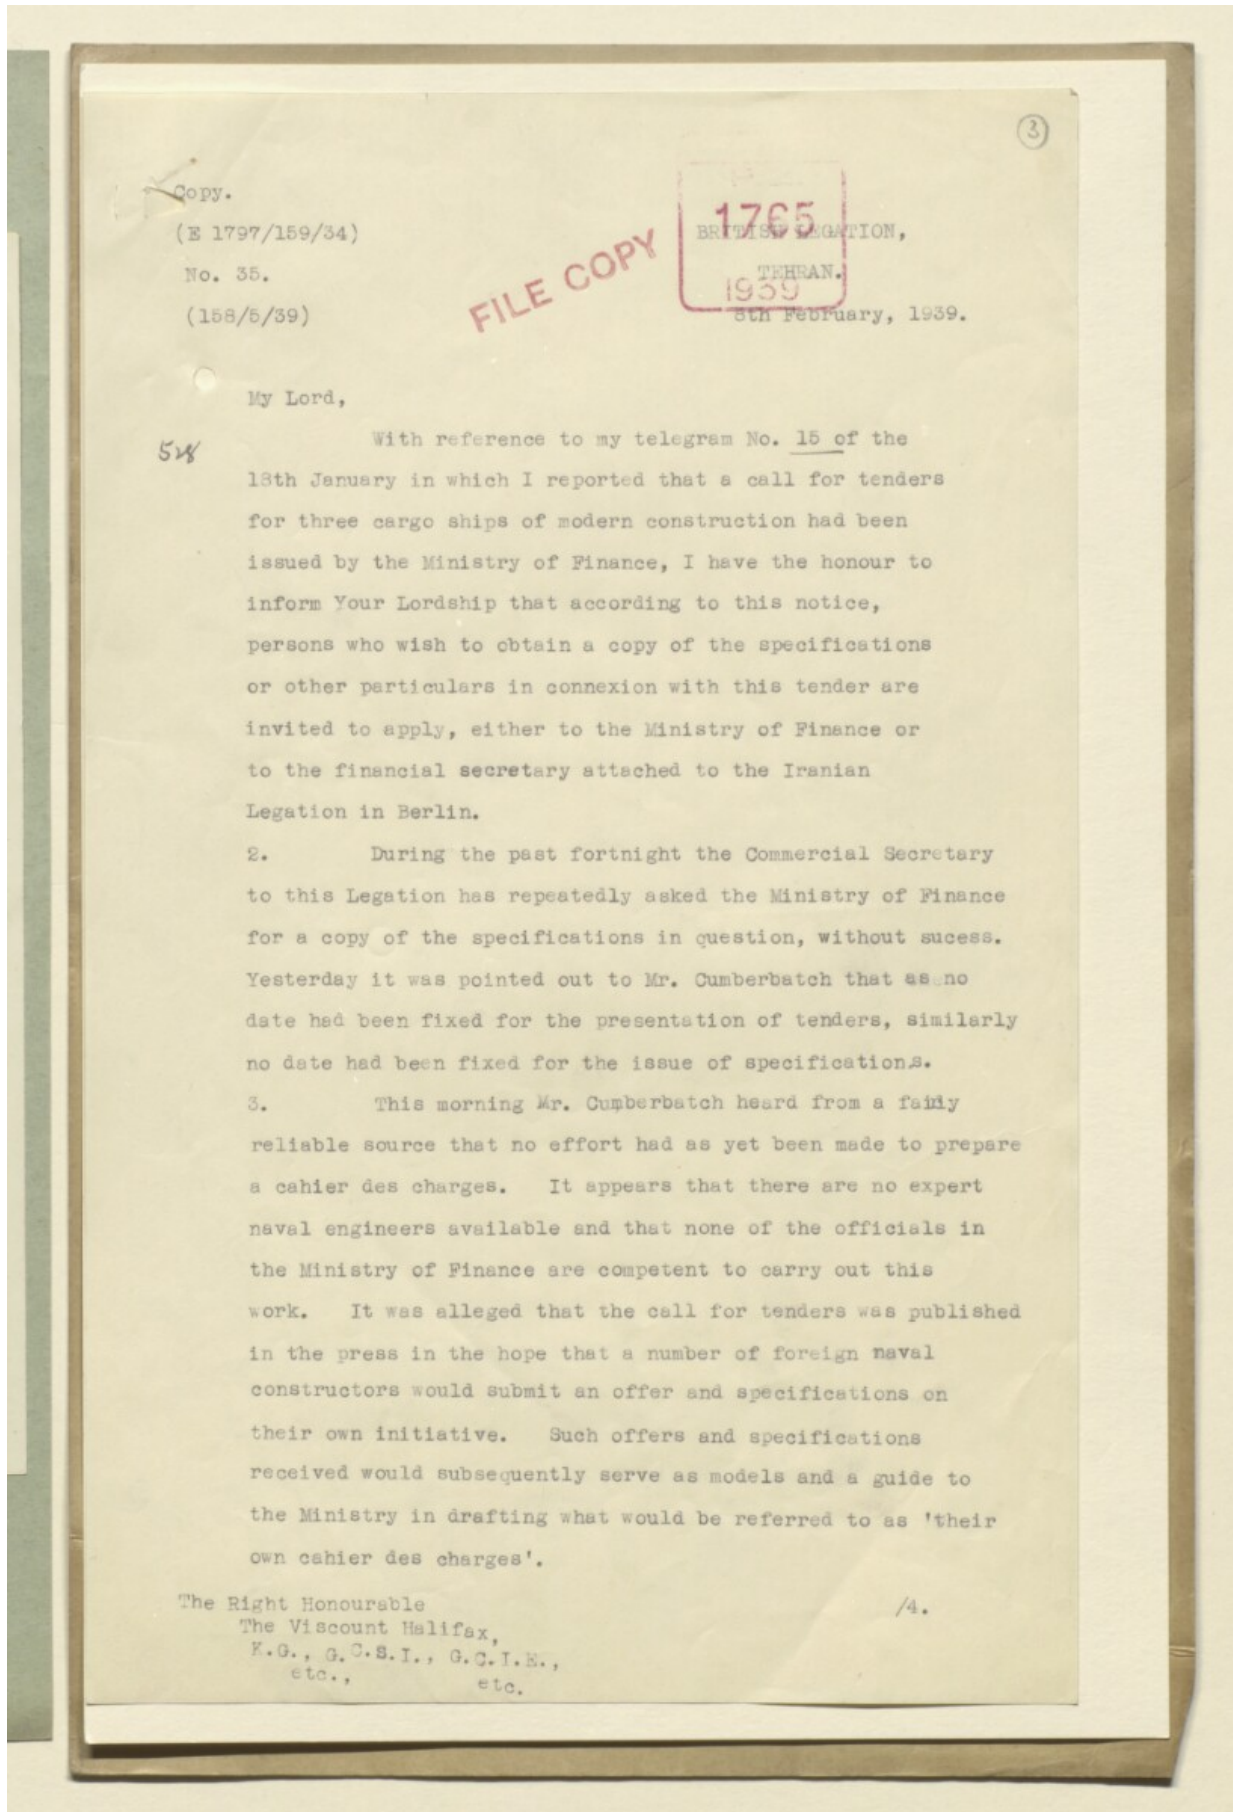 3
Copy.
(E 1797/159/34)
No. 35.
(158/5/39)
FILE COPY
1765
1939
BRITISH LEGATION,
TEHRAN.
8th February, 1939.
My Lord,
528
With reference to my telegram No. 15 of the
18th January in which I reported that a call for tenders
for three cargo ships of modern construction had been
issued by the Ministry of Finance, I have the honour to
inform Your Lordship that according to this notice,
persons who wish to obtain a copy of the specifications
or other particulars in connexion with this tender are
invited to apply, either to the Ministry of Finance or
to the financial secretary attached to the Iranian
Legation in Berlin.
2. During the past fortnight the Commercial Secretary
to this Legation has repeatedly asked the Ministry of Finance
for a copy of the specifications in question, without sucess.
Yesterday it was pointed out to Mr. Cumberbatch that as no
date had been fixed for the presentation of tenders, similarly
no date had been fixed for the issue of specifications.
3. This morning Mr. Cumberbatch heard from a fairly
reliable source that no effort had as yet been made to prepare
a cahier des charges. It appears that there are no expert
naval engineers available and that none of the officials in
the Ministry of Finance are competent to carry out this
work. It was alleged that the call for tenders was published
in the press in the hope that a number of foreign naval
constructors would submit an offer and specifications on
their own initiative. Such offers and specifications
received would subsequently serve as models and a guide to
the Ministry in drafting what would be referred to as 'their
own cahier des charges'.
The Right Honourable
The Viscount Halifax,
K.G., G.C.S.I., G.C.I.E.,
etc., etc.
/4.